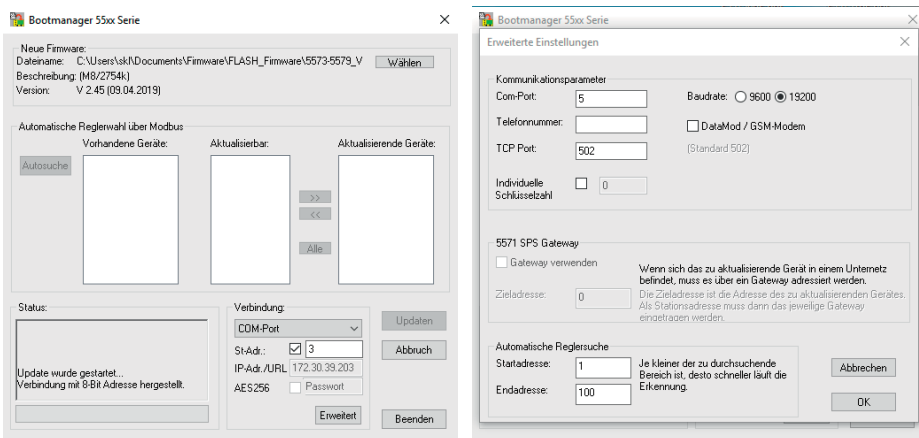 Bootmanager 55xx Serie
Neue Firmware:
Dateiname: C:\Users\skl\Documents\Firmware\FLASH_Firmware\5573-5579_V Wählen
Beschreibung: (M8/2754k)
Version: V 2.45 (09.04.2019)
Automatische Reglerwahl über Modbus
Vorhandene Geräte: Aktualisierbar: Aktualisierende Geräte:
Autosuche
>>
<<
Alle
Status:
Update wurde gestartet...
Verbindung mit 8-Bit Adresse hergestellt.
Verbindung:
COM-Port
St-Adr.: 3
IP-Adr./URL 172.30.39.203
AES256 Passwort
Erweitert
Updaten
Abbruch
Beenden
Bootmanager 55xx Serie
Erweiterte Einstellungen
Kommunikationsparameter
Com-Port: 5 Baudrate: 9600 19200
Telefonnummer: DataMod / GSM-Modem
TCP Port: 502 (Standard 502)
Individuelle
Schlüsselzahl 0
5571 SPS Gateway
Gateway verwenden
Zieladresse: 0
Wenn sich das zu aktualisierende Gerät in einem Unternetz
befindet, muss es über ein Gateway adressiert werden.
Die Zieladresse ist die Adresse des zu aktualisierenden Gerätes.
Als Stationsadresse muss dann das jeweilige Gateway
eingetragen werden.
Automatische Reglersuche
Startadresse: 1
Endadresse: 100
Je kleiner der zu durchsuchende
Bereich ist, desto schneller läuft die
Erkennung.
Abbrechen
OK